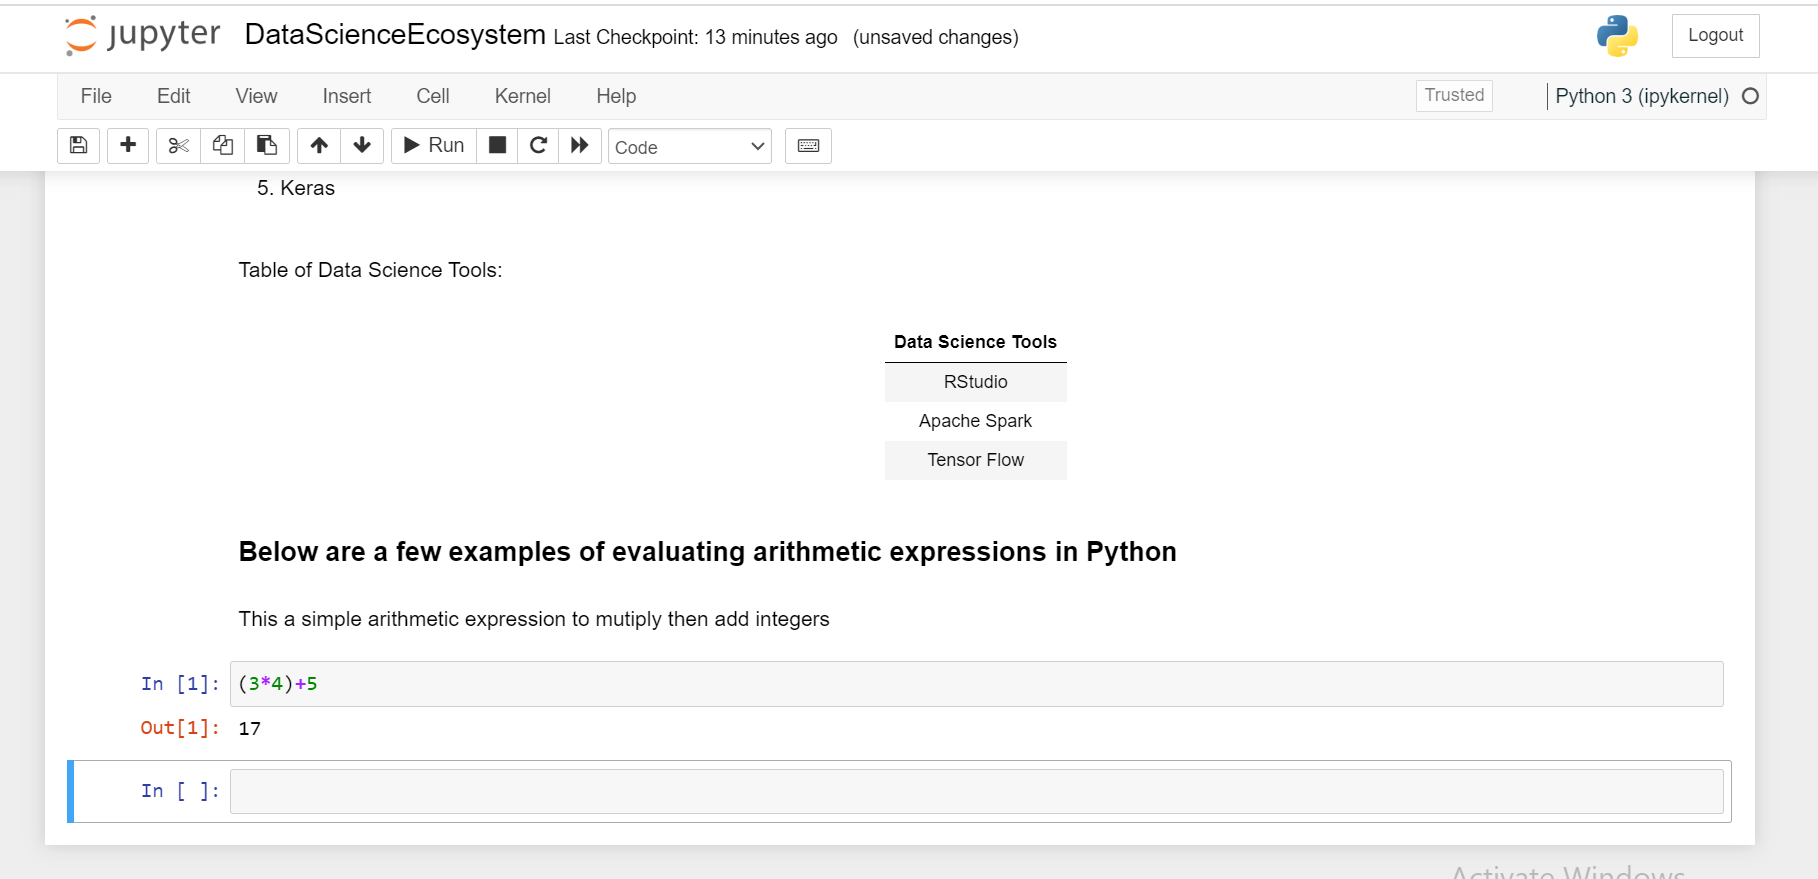 jupyter DataScienceEcosystem Last Checkpoint: 13 minutes ago (unsaved changes) Logout
File Edit View Insert Cell Kernel Help Trusted Python 3 (ipykernel)
Run Code
5. Keras
Table of Data Science Tools:
Data Science Tools
RStudio
Apache Spark
Tensor Flow
Below are a few examples of evaluating arithmetic expressions in Python
This a simple arithmetic expression to mutiply then add integers
In [1]: (3*4)+5
Out[1]: 17
In [ ]:
Activate Windows